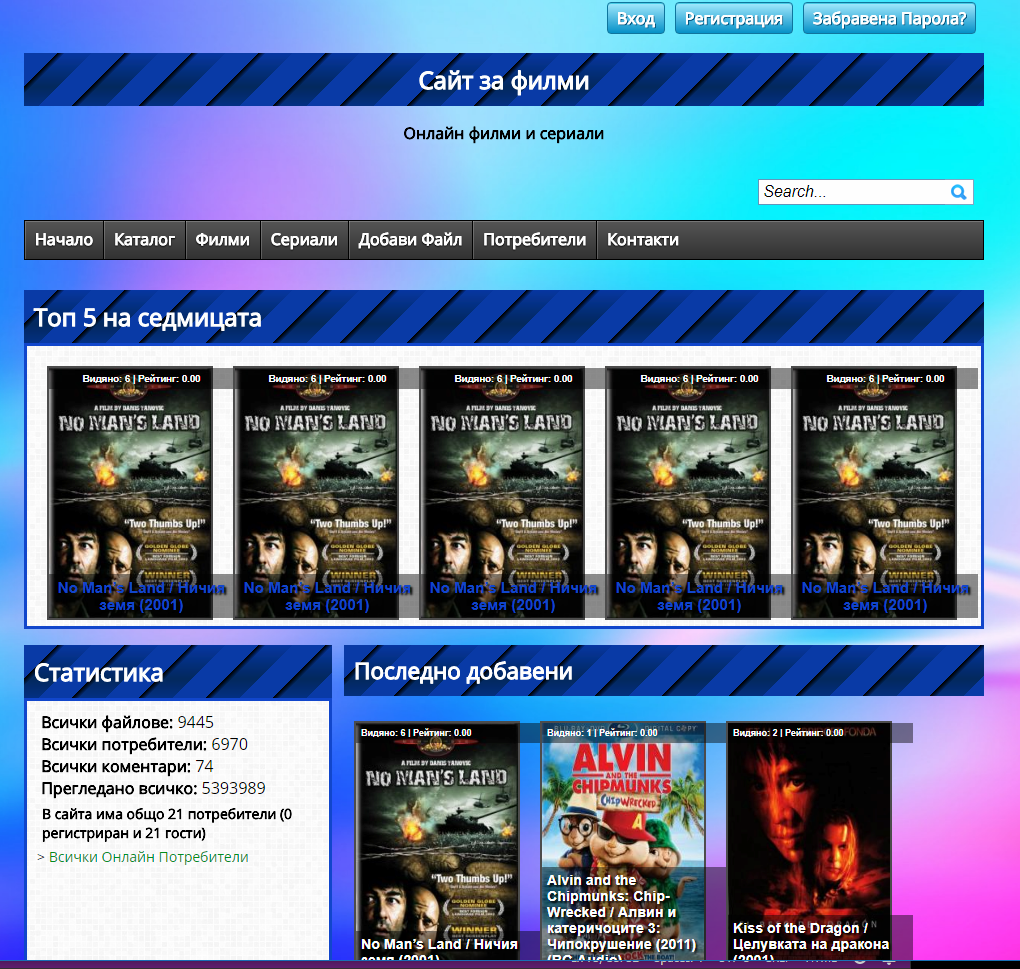 Вход Регистрация Забравена Парола?
Сайт за филми
Онлайн филми и сериали
Search...
Начало Каталог Филми Сериали Добави Файл Потребители Контакти
Топ 5 на седмицата
Видяно: 6 | Рейтинг: 0.00
A FILM BY DANIS TANOVIC
NO MAN'S LAND
"Two Thumbs Up!"
GOLDEN GLOBE
NOMINEE
WINNER
No Man's Land / Ничия
земя (2001)
Видяно: 6 | Рейтинг: 0.00
A FILM BY DANIS TANOVIC
NO MAN'S LAND
"Two Thumbs Up!"
GOLDEN GLOBE
NOMINEE
WINNER
No Man's Land / Ничия
земя (2001)
Видяно: 6 | Рейтинг: 0.00
A FILM BY DANIS TANOVIC
NO MAN'S LAND
"Two Thumbs Up!"
GOLDEN GLOBE
NOMINEE
WINNER
No Man's Land / Ничия
земя (2001)
Видяно: 6 | Рейтинг: 0.00
A FILM BY DANIS TANOVIC
NO MAN'S LAND
"Two Thumbs Up!"
GOLDEN GLOBE
NOMINEE
WINNER
No Man's Land / Ничия
земя (2001)
Видяно: 6 | Рейтинг: 0.00
A FILM BY DANIS TANOVIC
NO MAN'S LAND
"Two Thumbs Up!"
GOLDEN GLOBE
NOMINEE
WINNER
No Man's Land / Ничия
земя (2001)
Статистика
Всички файлове: 9445
Всички потребители: 6970
Всички коментари: 74
Прегледано всичко: 5393989
В сайта има общо 21 потребители (0
регистриран и 21 гости)
> Всички Онлайн Потребители
Последно добавени
Видяно: 6 | Рейтинг: 0.00
A FILM BY DANIS TANOVIC
NO MAN'S LAND
"Two Thumbs Up!"
GOLDEN GLOBE
NOMINEE
WINNER
No Man's Land / Ничия
земя (2001)
DIGITAL COPY
Видяно: 1 | Рейтинг: 0.00
ALVIN
AND THE
CHIPMUNKS
CHIPWRECKED
Alvin and the
Chipmunks: Chip-
Wrecked / Алвин и
катеричоците 3:
Чипокрушение (2011)
(BG Audio)
FONDA
Видяно: 2 | Рейтинг: 0.00
Kiss of the Dragon /
Целувката на дракона
(2001)